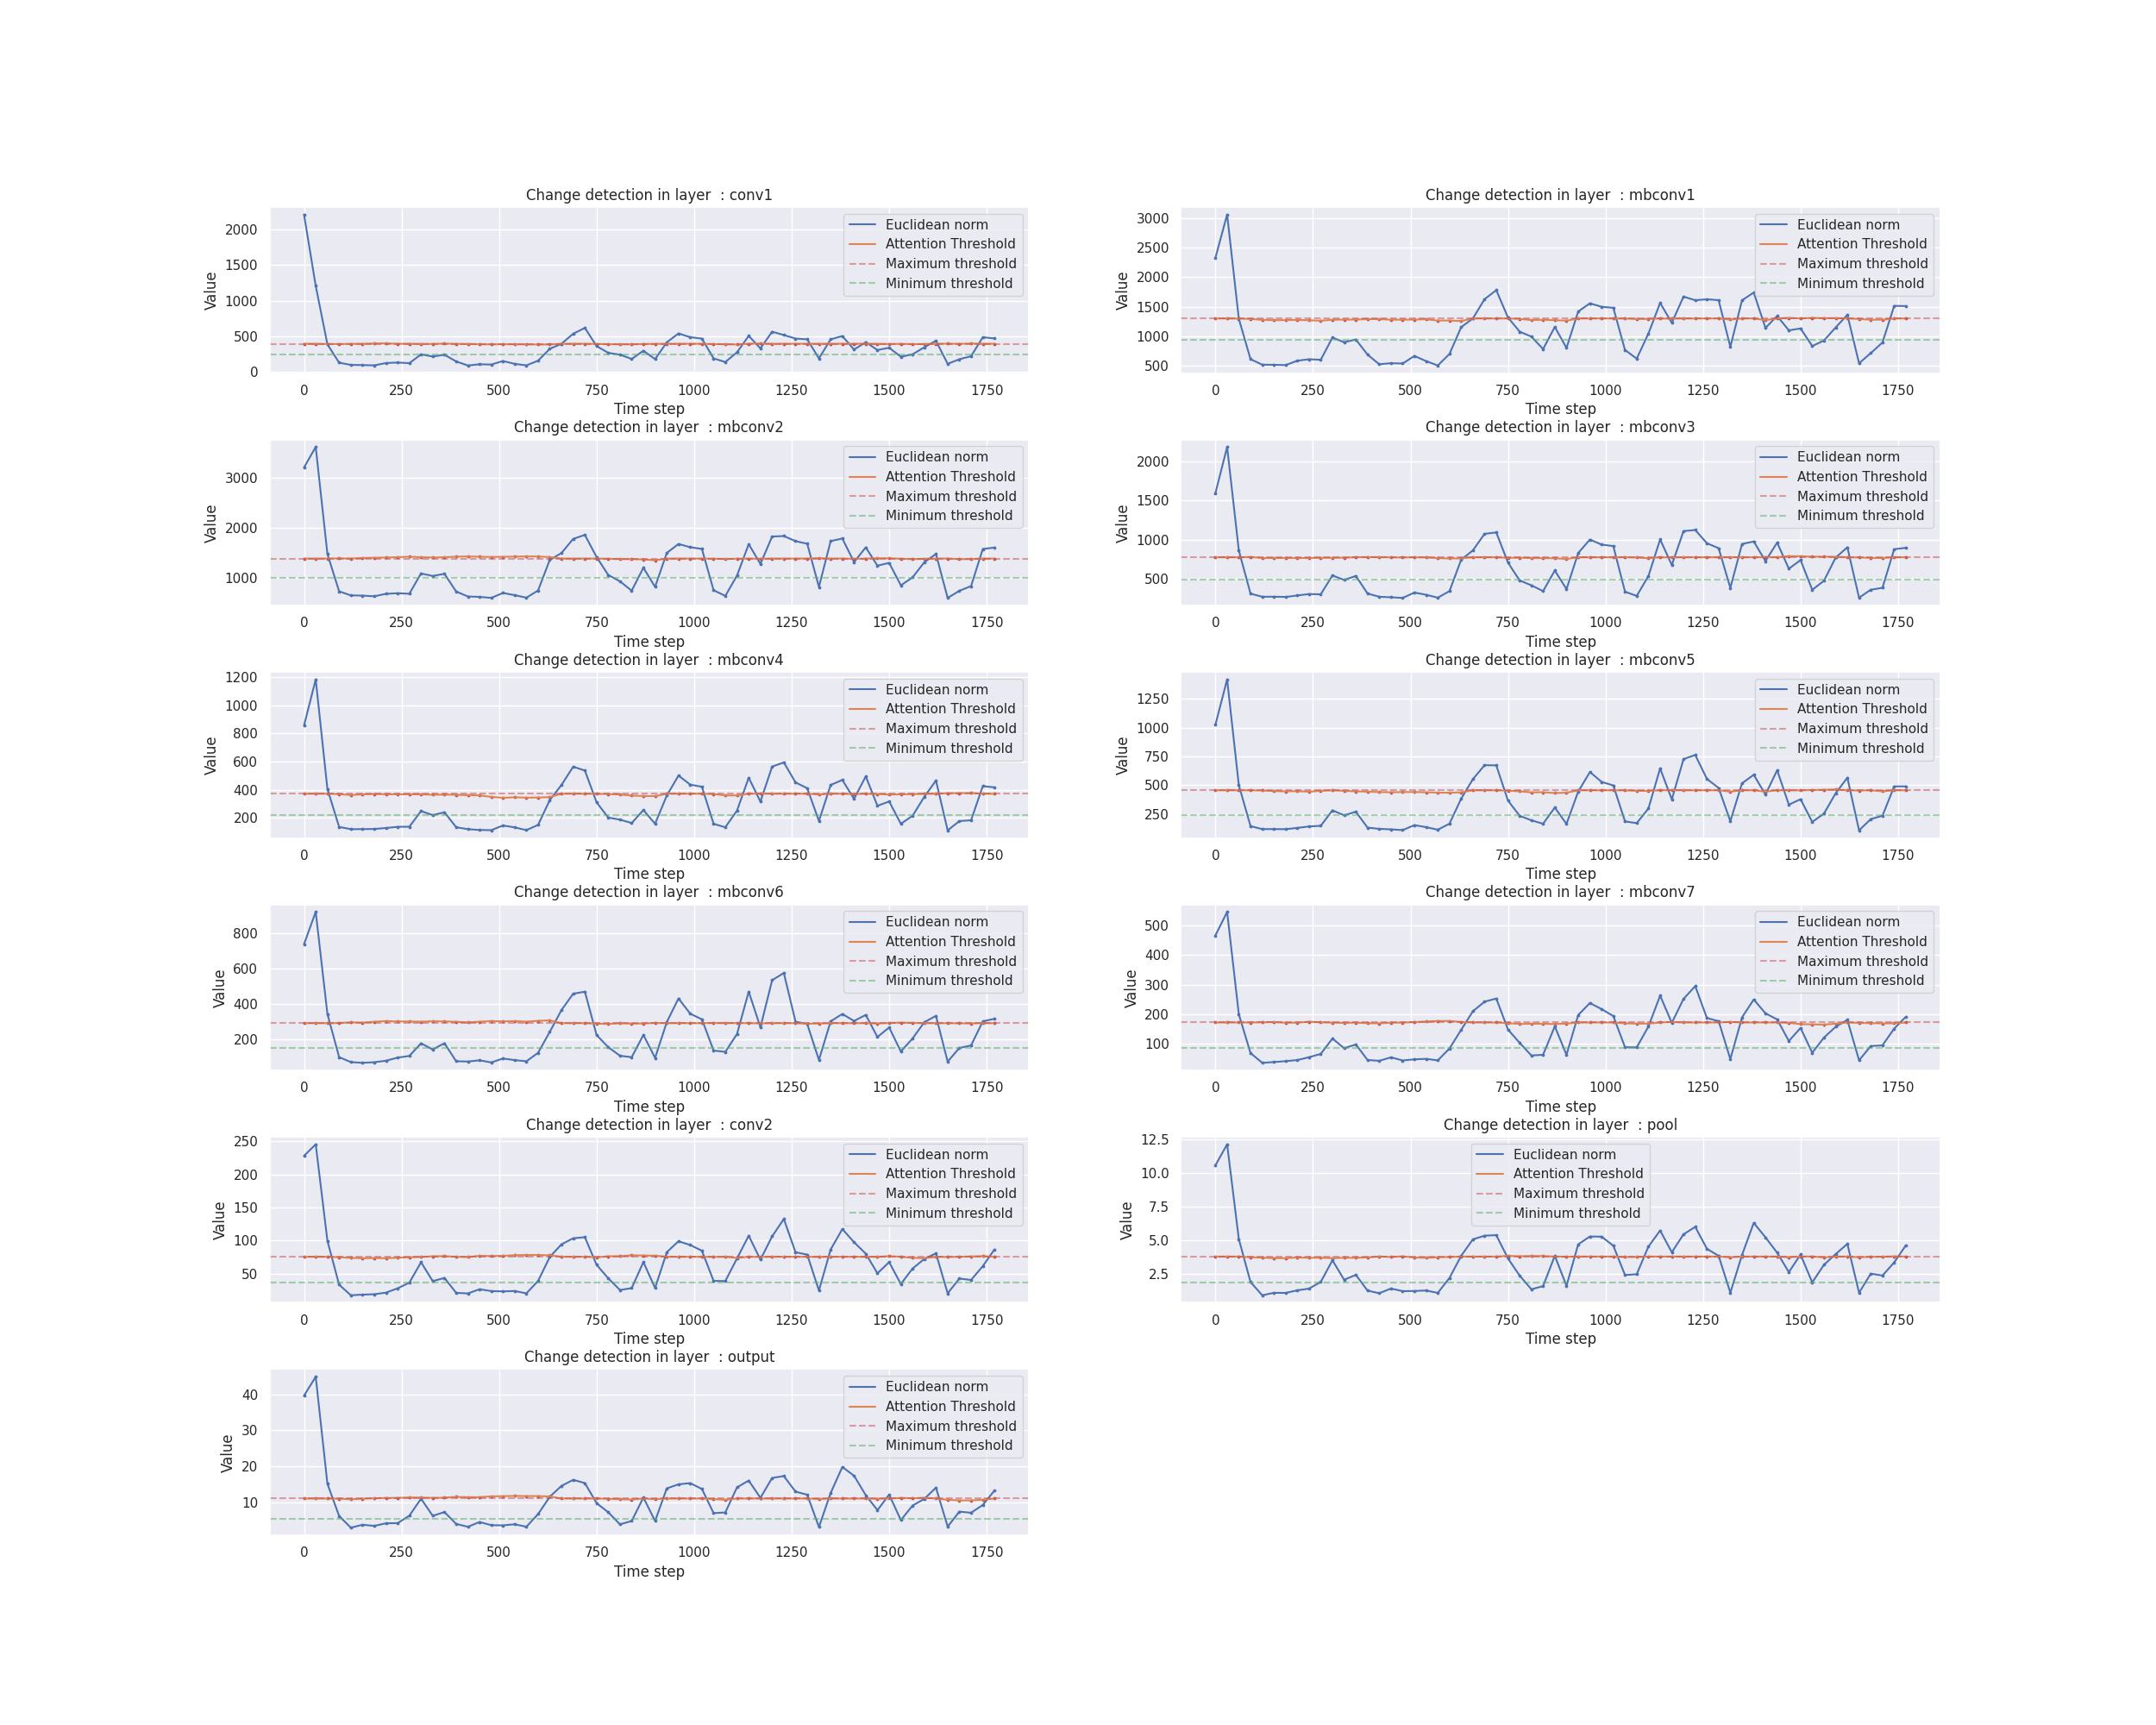 Change detection in layer  : conv1
Value
2000
1500
1000
500
0
Euclidean norm
Attention Threshold
Maximum threshold
Minimum threshold
0 250 500 750 1000 1250 1500 1750
Time step
Change detection in layer  : mbconv1
Value
3000
2500
2000
1500
1000
500
Euclidean norm
Attention Threshold
Maximum threshold
Minimum threshold
0 250 500 750 1000 1250 1500 1750
Time step
Change detection in layer  : mbconv2
Value
3000
2000
1000
Euclidean norm
Attention Threshold
Maximum threshold
Minimum threshold
0 250 500 750 1000 1250 1500 1750
Time step
Change detection in layer  : mbconv3
Value
2000
1500
1000
500
Euclidean norm
Attention Threshold
Maximum threshold
Minimum threshold
0 250 500 750 1000 1250 1500 1750
Time step
Change detection in layer  : mbconv4
Value
1200
1000
800
600
400
200
Euclidean norm
Attention Threshold
Maximum threshold
Minimum threshold
0 250 500 750 1000 1250 1500 1750
Time step
Change detection in layer  : mbconv5
Value
1250
1000
750
500
250
Euclidean norm
Attention Threshold
Maximum threshold
Minimum threshold
0 250 500 750 1000 1250 1500 1750
Time step
Change detection in layer  : mbconv6
Value
800
600
400
200
Euclidean norm
Attention Threshold
Maximum threshold
Minimum threshold
0 250 500 750 1000 1250 1500 1750
Time step
Change detection in layer  : mbconv7
Value
500
400
300
200
100
Euclidean norm
Attention Threshold
Maximum threshold
Minimum threshold
0 250 500 750 1000 1250 1500 1750
Time step
Change detection in layer  : conv2
Value
250
200
150
100
50
Euclidean norm
Attention Threshold
Maximum threshold
Minimum threshold
0 250 500 750 1000 1250 1500 1750
Time step
Change detection in layer  : pool
Value
12.5
10.0
7.5
5.0
2.5
Euclidean norm
Attention Threshold
Maximum threshold
Minimum threshold
0 250 500 750 1000 1250 1500 1750
Time step
Change detection in layer  : output
Value
40
30
20
10
Euclidean norm
Attention Threshold
Maximum threshold
Minimum threshold
0 250 500 750 1000 1250 1500 1750
Time step